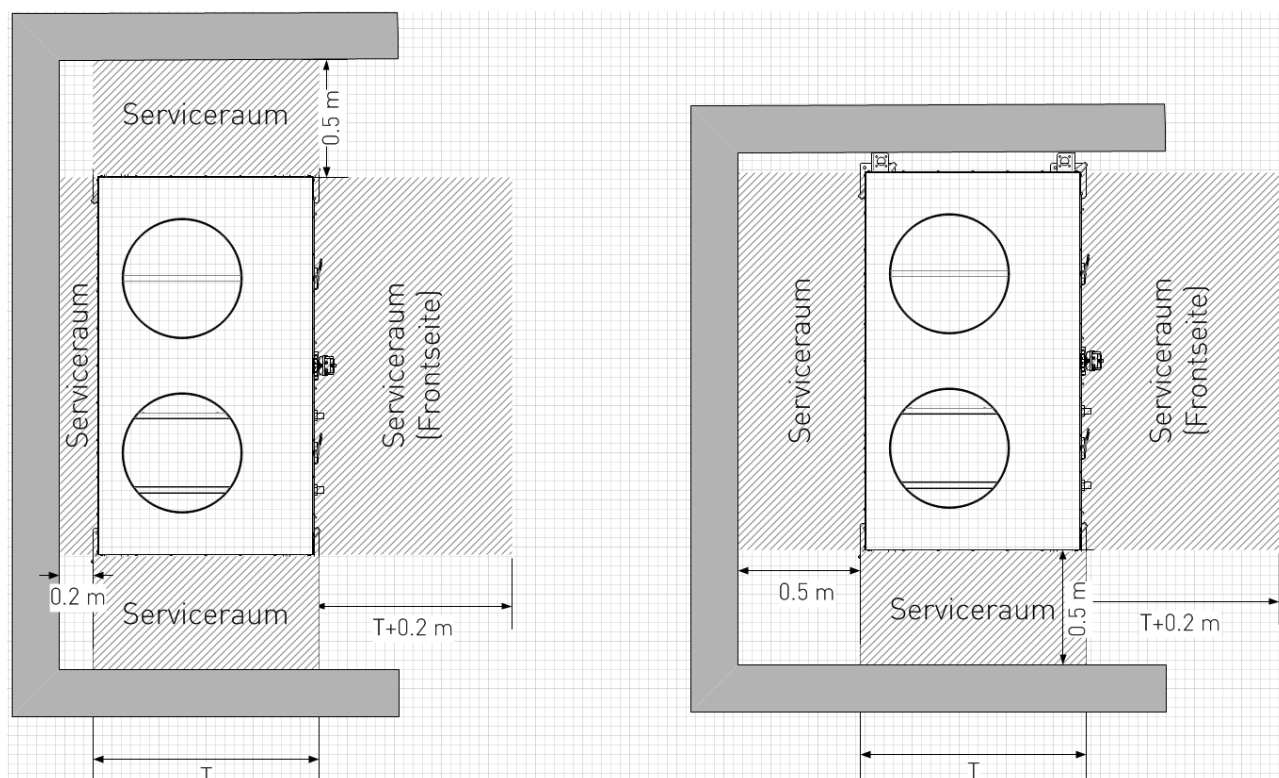 Serviceraum
0.5 m
Serviceraum
Serviceraum
(Frontseite)
0.2 m
Serviceraum
T+0.2 m
T
Serviceraum
Serviceraum
(Frontseite)
0.5 m
Serviceraum
0.5 m
T+0.2 m
T